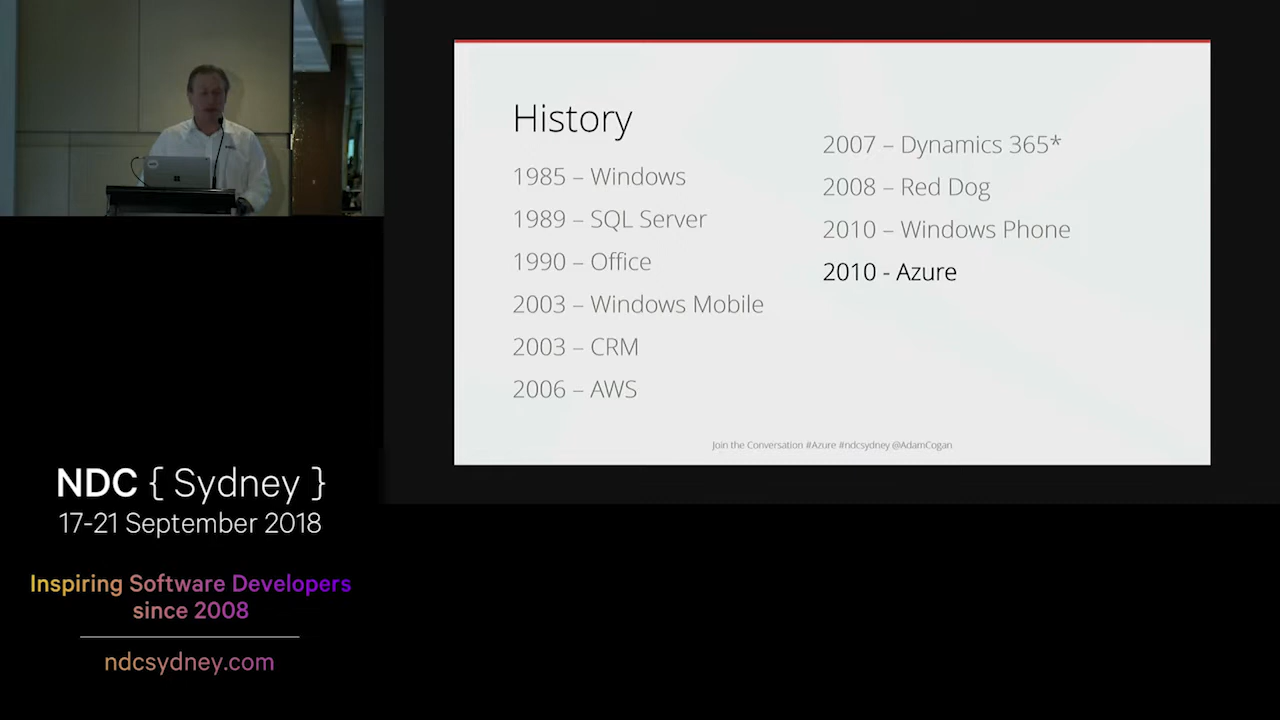 History
1985 – Windows
1989 – SQL Server
1990 – Office
2003 – Windows Mobile
2003 – CRM
2006 – AWS
2007 – Dynamics 365*
2008 – Red Dog
2010 – Windows Phone
2010 - Azure
Join the Conversation #Azure #ndcsydney @AdamCogan
NDC { Sydney }
17-21 September 2018
Inspiring Software Developers
since 2008
ndcsydney.com